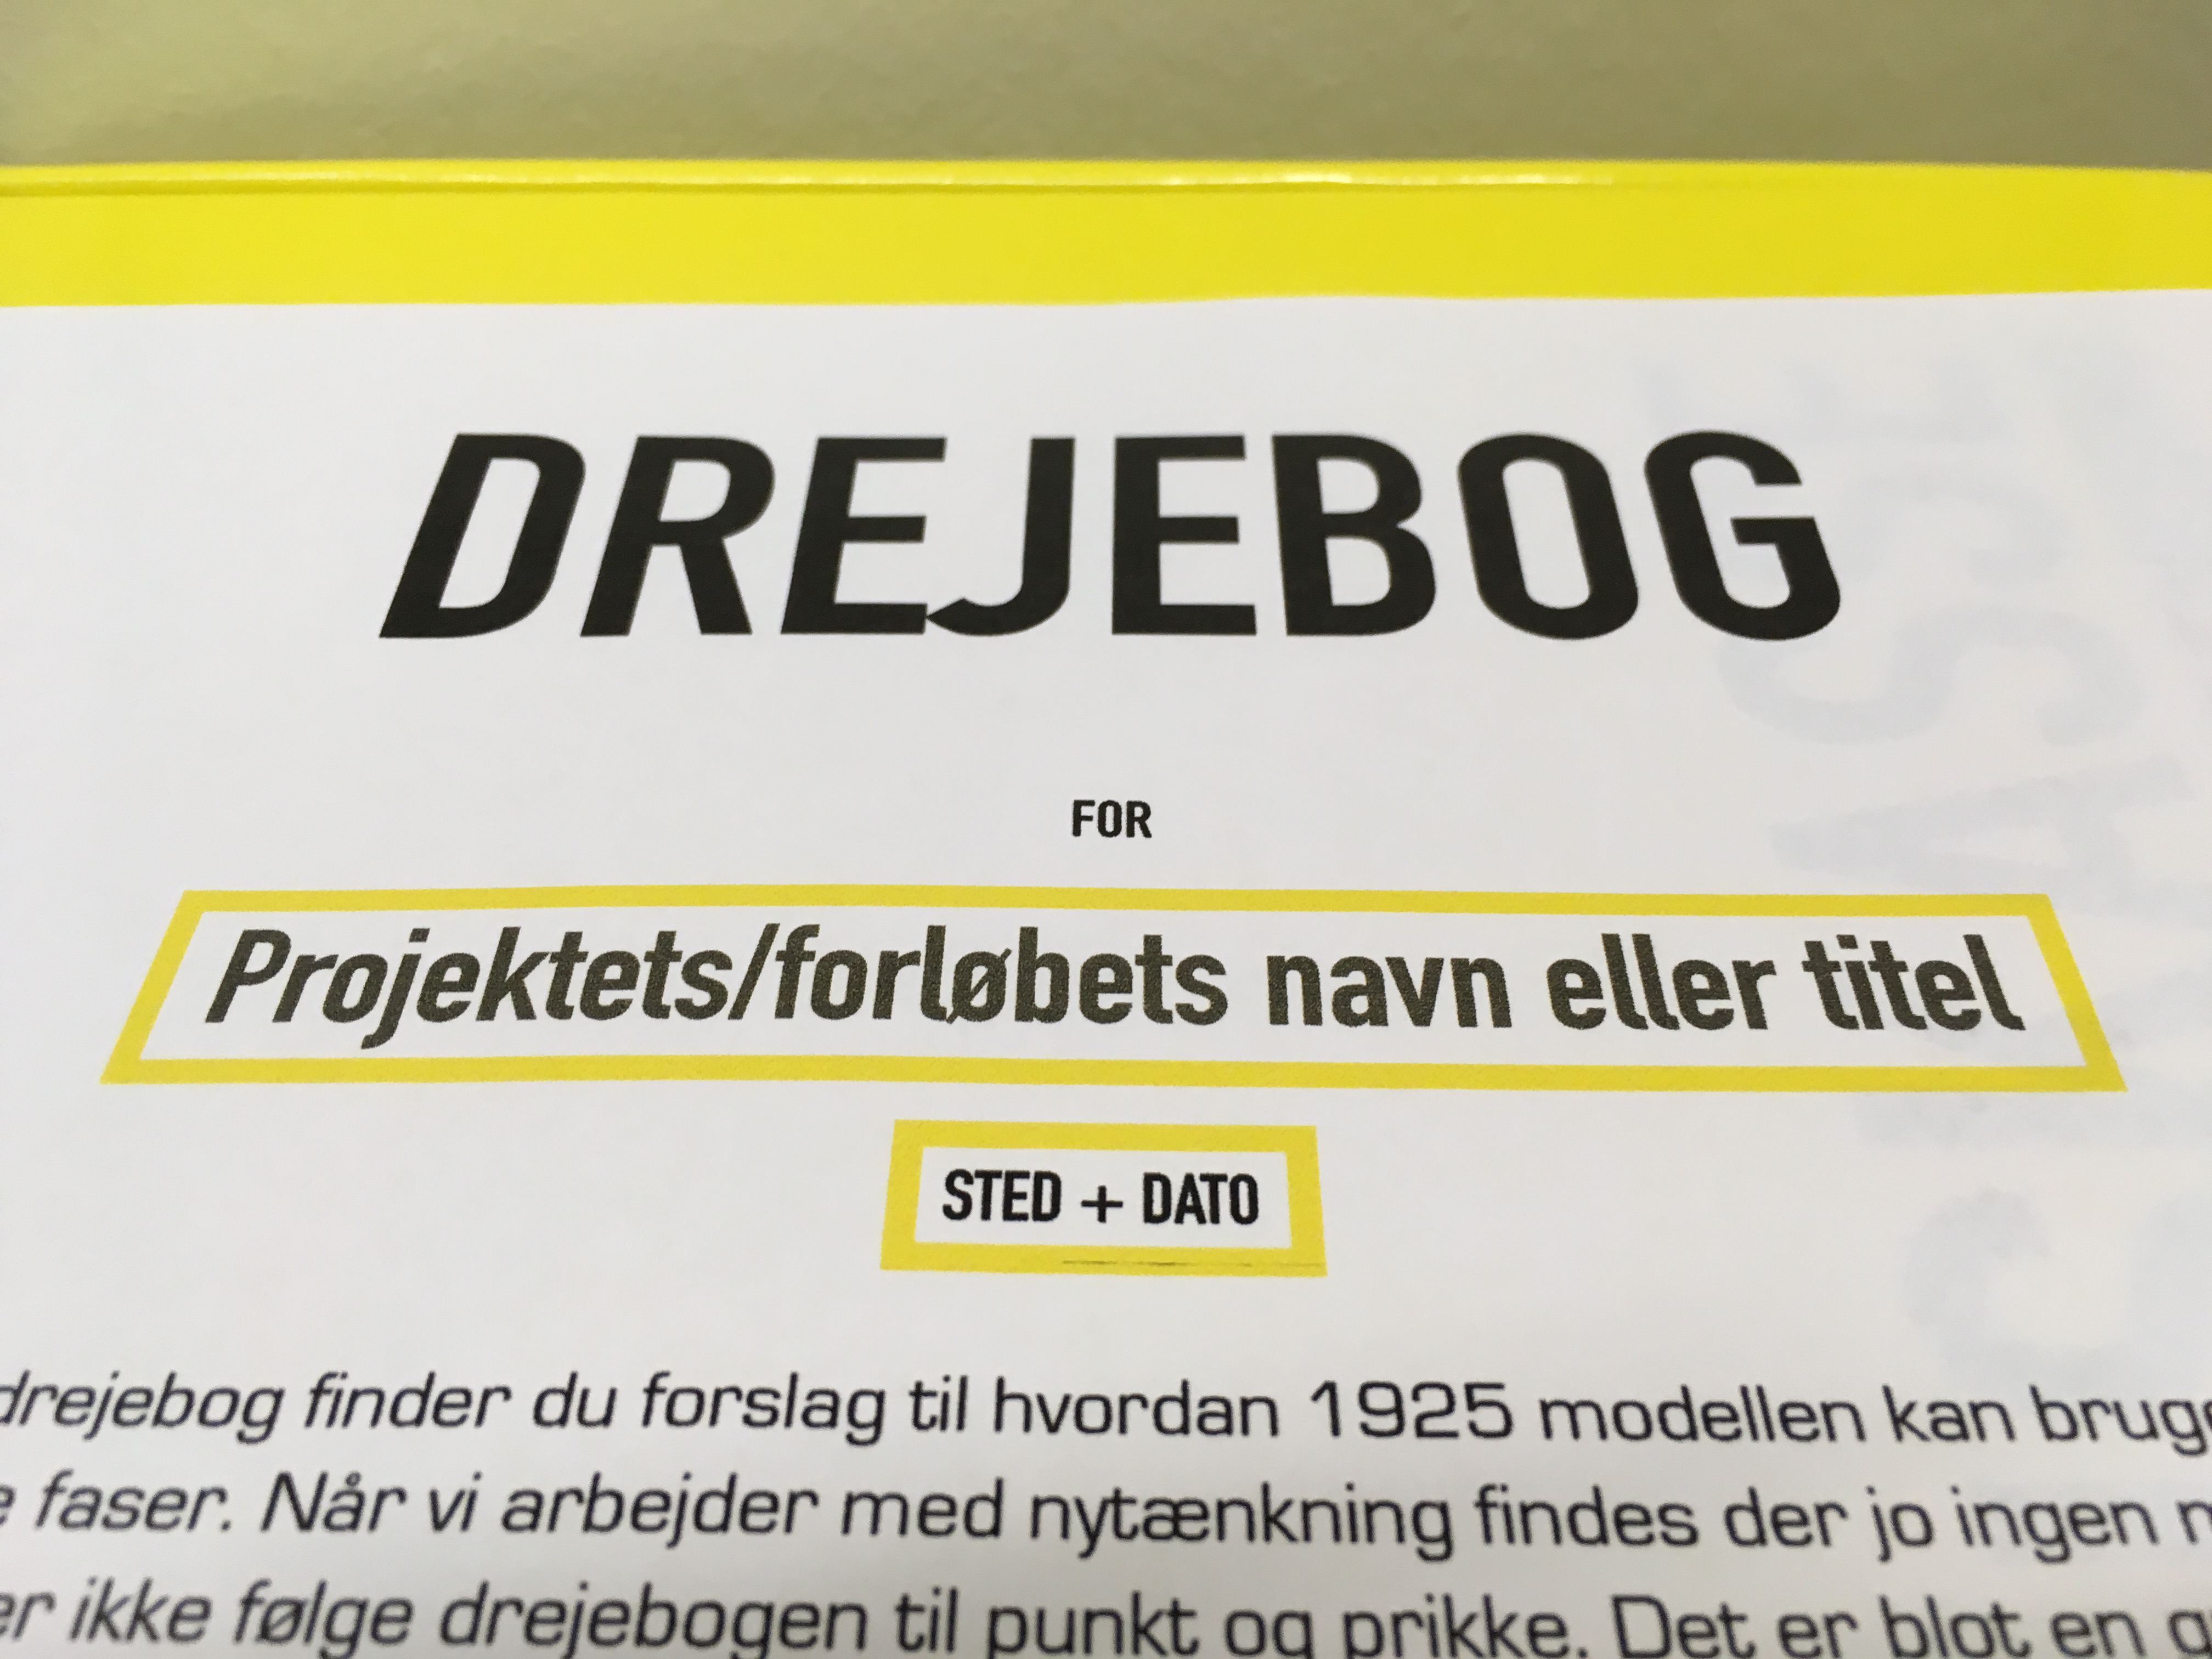 DREJEBOG
FOR
Projektets/forløbets navn eller titel
STED + DATO
drejebog finder du forslag til hvordan 1925 modellen kan
faser. Når vi arbejder med nytænkning findes der jo ingen
ikke følge drejebogen til punkt og prikke. Det er blot en